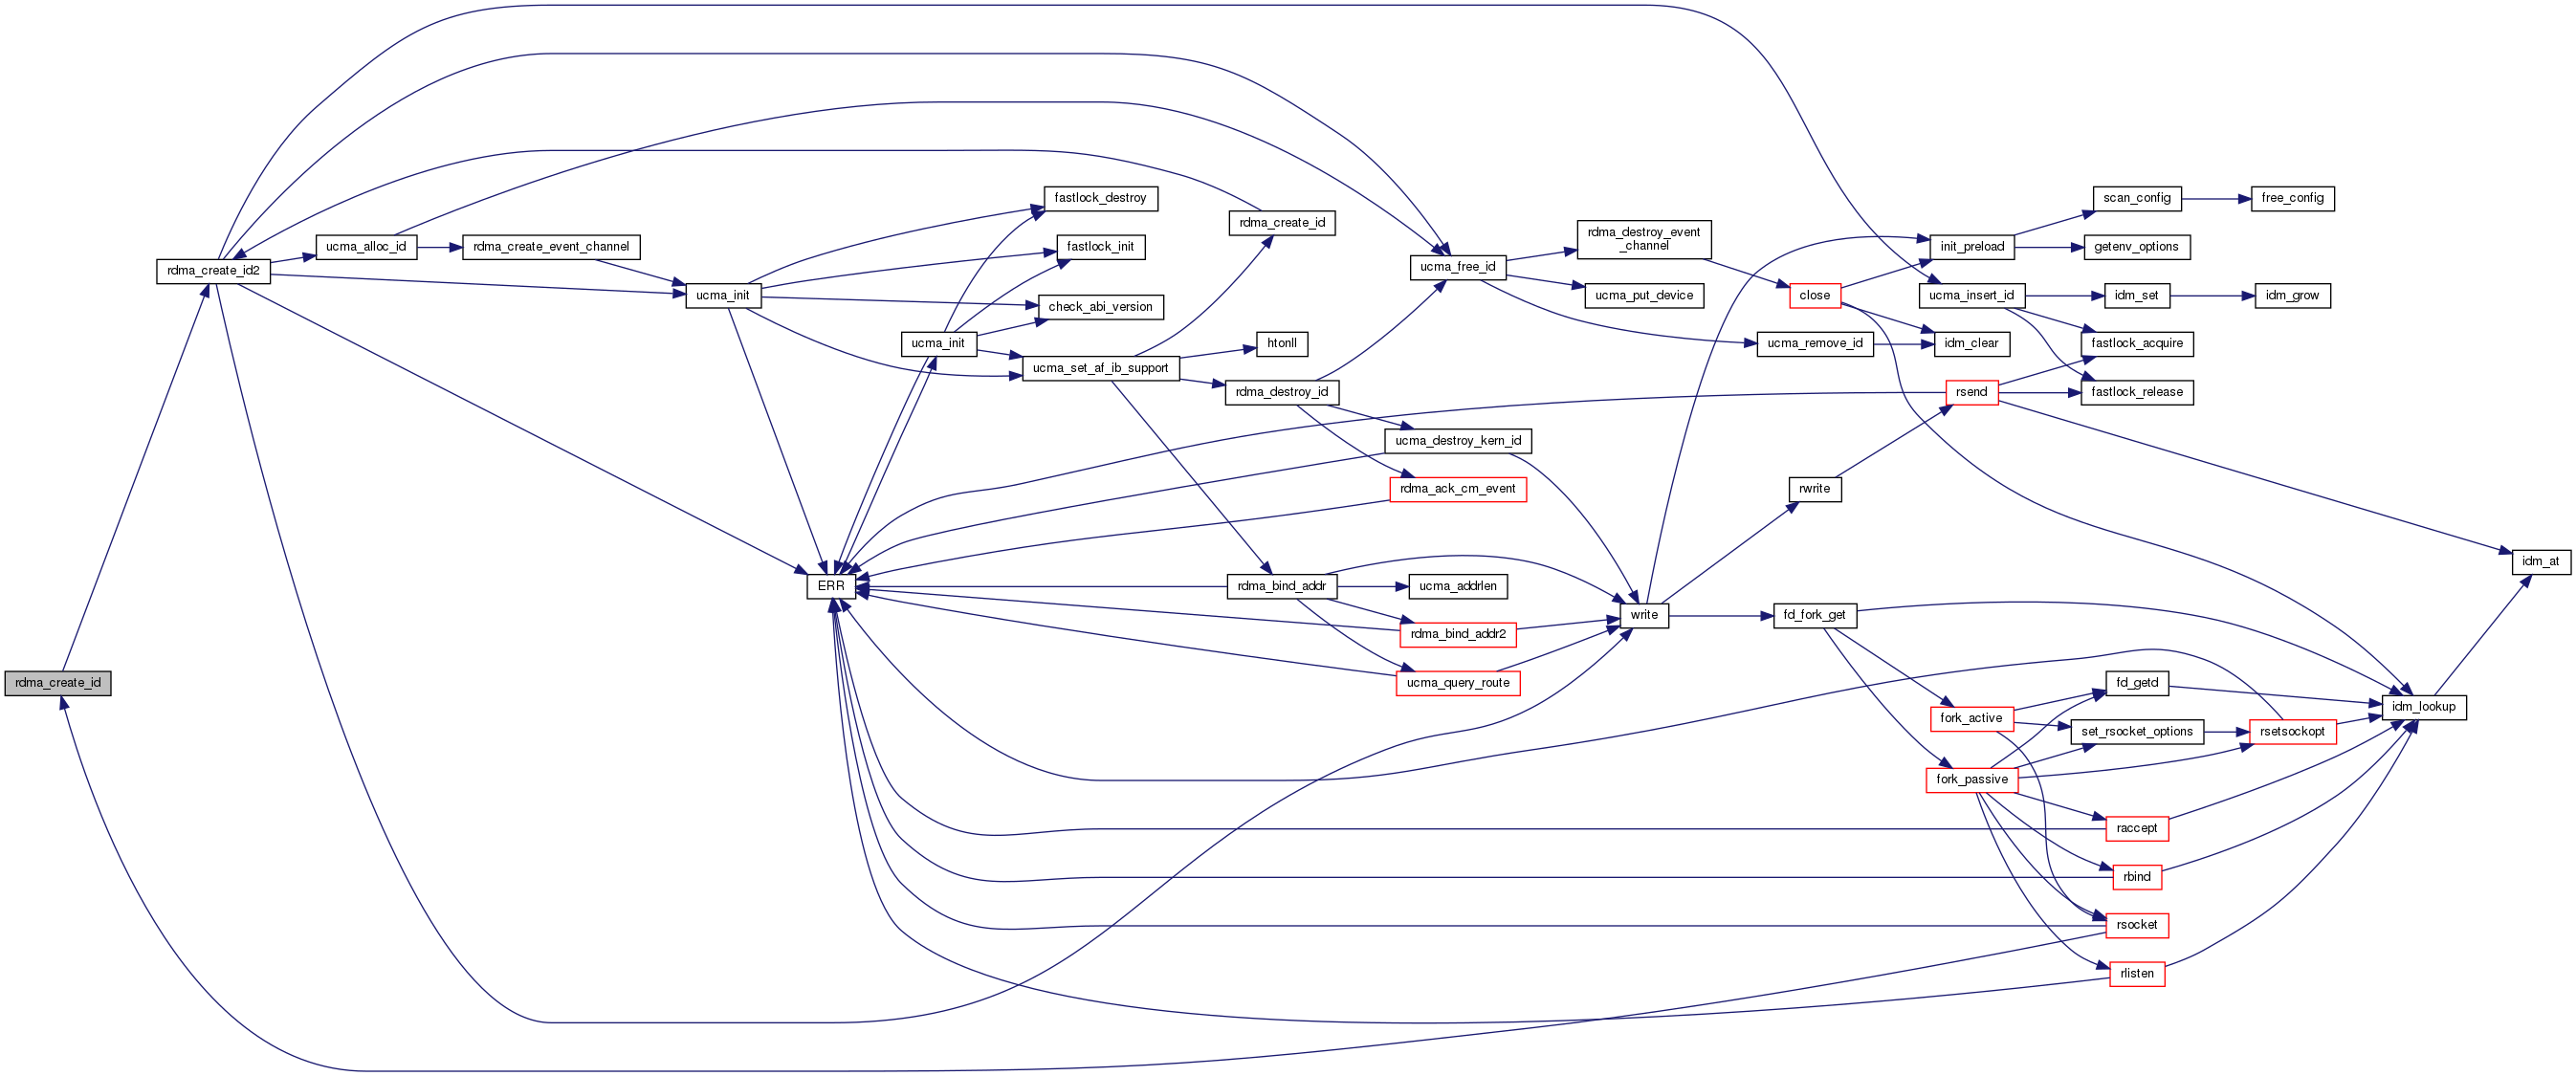 rdma_create_id
rdma_create_id2
ucma_alloc_id
rdma_create_event_channel
ucma_init
ERR
ucma_init
fastlock_destroy
fastlock_init
check_abi_version
ucma_set_af_ib_support
rdma_create_id
htonll
rdma_destroy_id
rdma_bind_addr
ucma_free_id
ucma_destroy_kern_id
rdma_ack_cm_event
ucma_addrlen
rdma_bind_addr2
ucma_query_route
rdma_destroy_event
_channel
ucma_put_device
write
close
ucma_remove_id
rwrite
fd_fork_get
init_preload
ucma_insert_id
idm_clear
rsend
fork_active
fork_passive
scan_config
getenv_options
idm_set
fastlock_acquire
fastlock_release
fd_getd
set_rsocket_options
raccept
rbind
rsocket
rlisten
free_config
idm_grow
rsetsockopt
idm_lookup
idm_at